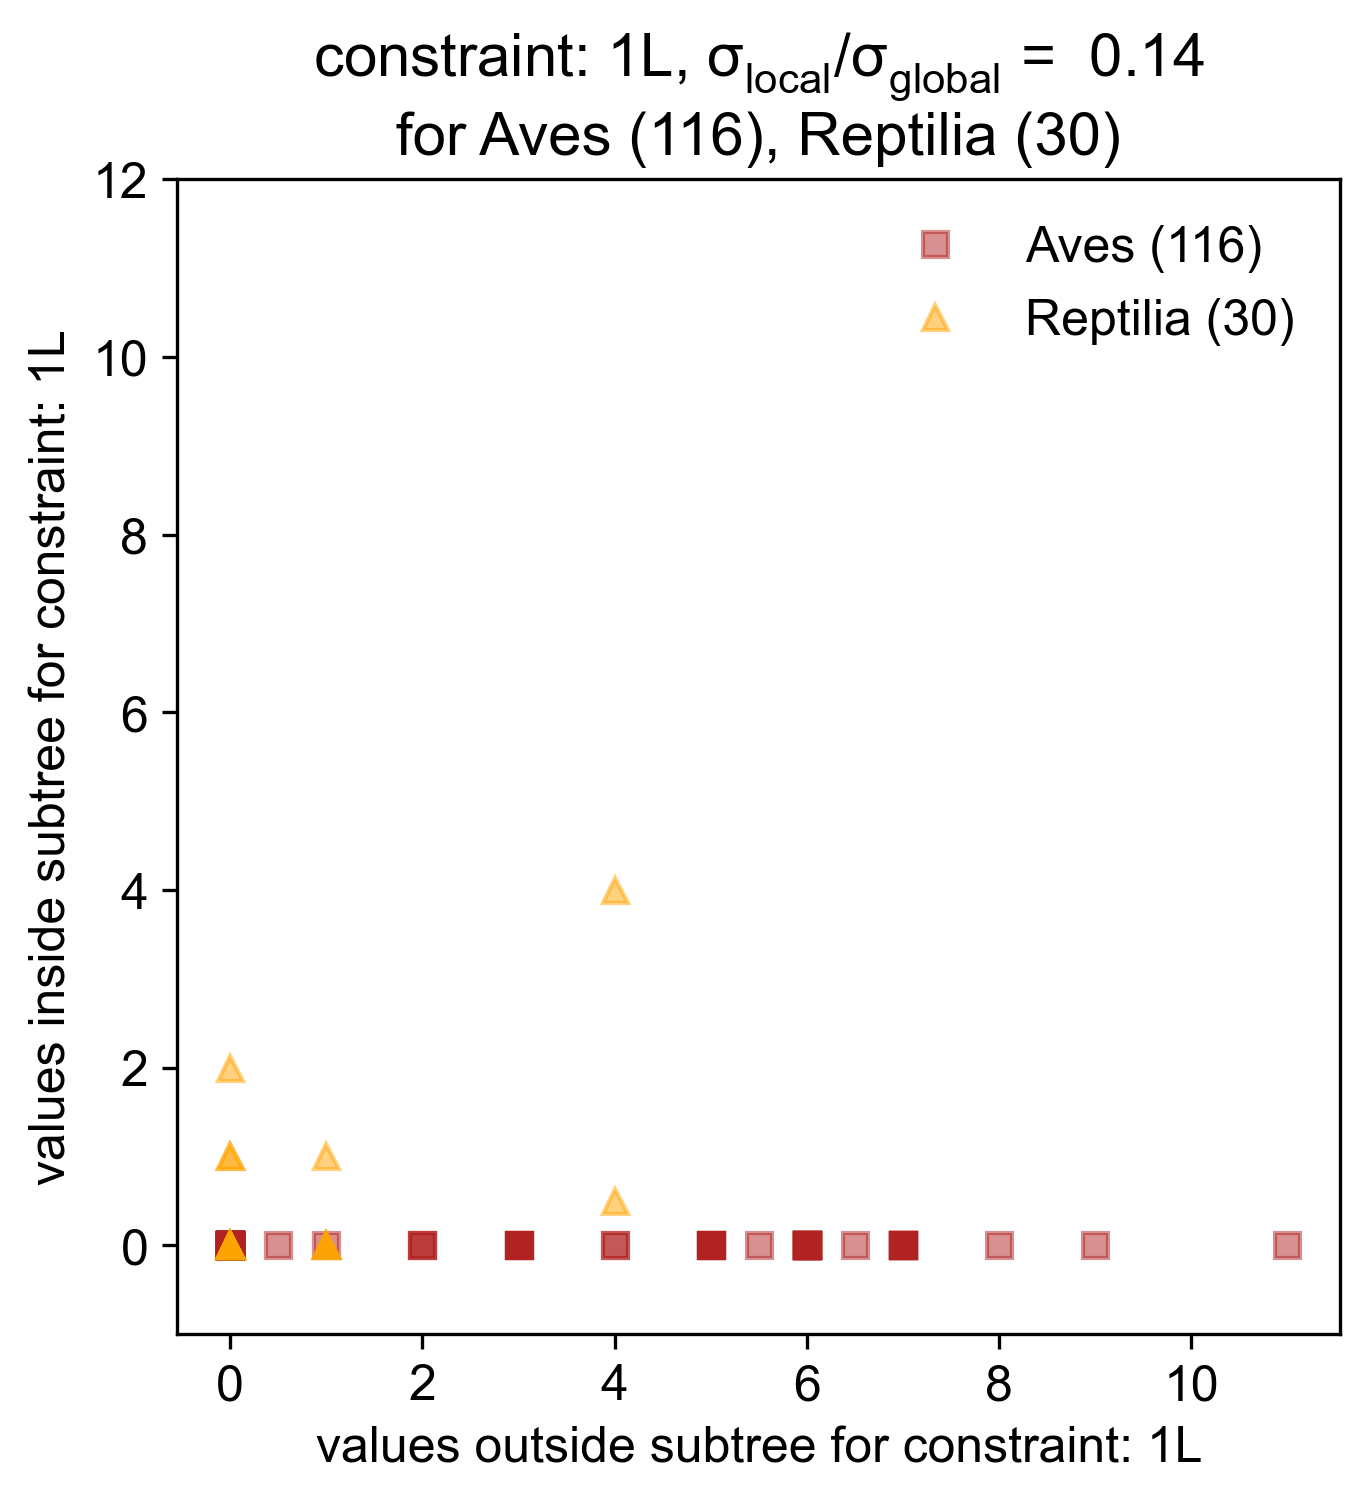 constraint: 1L, σlocal/σglobal = 0.14
for Aves (116), Reptilia (30)
12
10
8
6
4
2
0
values inside subtree for constraint: 1L
Aves (116)
Reptilia (30)
0 2 4 6 8 10
values outside subtree for constraint: 1L